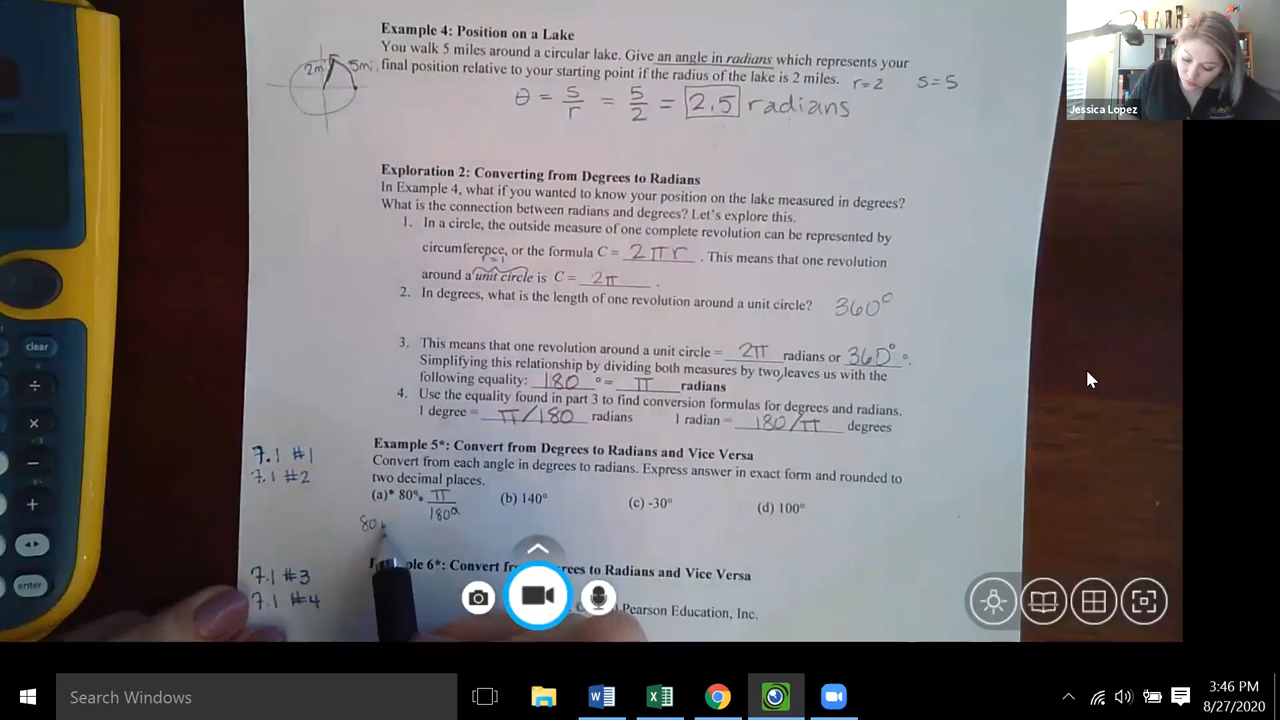 Example 4: Position on a Lake
You walk 5 miles around a circular lake. Give an angle in radians which represents your
final position relative to your starting point if the radius of the lake is 2 miles. r=2 s=5
2mi 5mi.
θ = s/r = 5/2 = 2.5 radians
Exploration 2: Converting from Degrees to Radians
In Example 4, what if you wanted to know your position on the lake measured in degrees?
What is the connection between radians and degrees? Let's explore this.
1. In a circle, the outside measure of one complete revolution can be represented by
circumference, or the formula C = 2πr. This means that one revolution
r=1
around a unit circle is C = 2π.
2. In degrees, what is the length of one revolution around a unit circle? 360°
3. This means that one revolution around a unit circle = 2π radians or 360° °.
Simplifying this relationship by dividing both measures by two, leaves us with the
following equality: 180 ° = π radians
4. Use the equality found in part 3 to find conversion formulas for degrees and radians.
1 degree = π/180 radians 1 radian = 180/π degrees
7.1 #1
7.1 #2
Example 5*: Convert from Degrees to Radians and Vice Versa
Convert from each angle in degrees to radians. Express answer in exact form and rounded to
two decimal places.
(a)* 80° · π/180° (b) 140° (c) -30° (d) 100°
80
7.1 #3
7.1 #4
ple 6*: Convert fr rees to Radians and Vice Versa
Pearson Education, Inc.
clear
÷
×
−
+
enter
Jessica Lopez
Search Windows
3:46 PM
8/27/2020